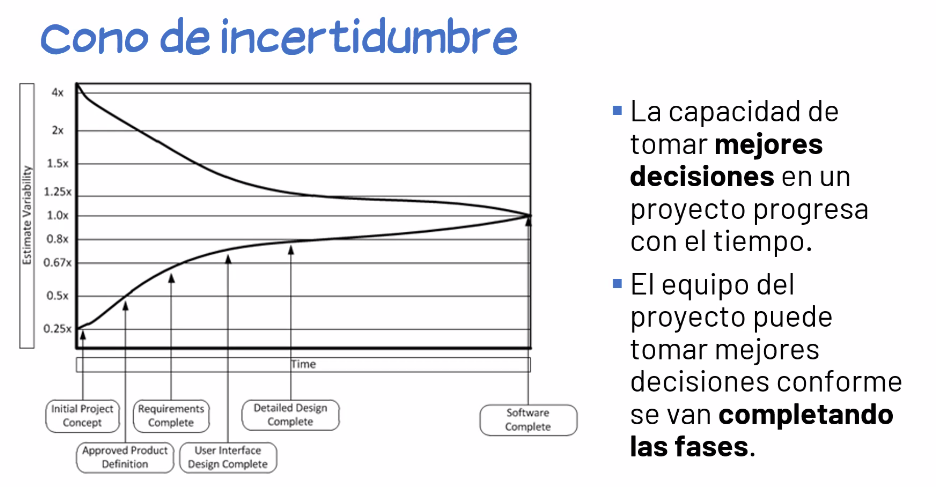 Cono de incertidumbre
Estimate Variability
4x
2x
1.5x
1.25x
1.0x
0.8x
0.67x
0.5x
0.25x
Time
Initial Project
Concept
Approved Product
Definition
Requirements
Complete
User Interface
Design Complete
Detailed Design
Complete
Software
Complete
La capacidad de
tomar mejores
decisiones en un
proyecto progresa
con el tiempo.
El equipo del
proyecto puede
tomar mejores
decisiones conforme
se van completando
las fases.